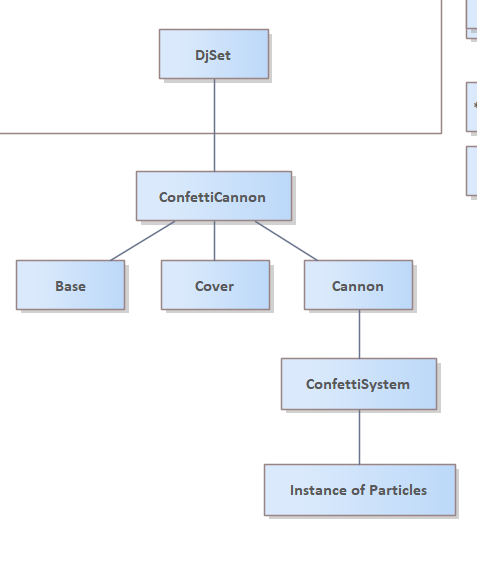 DjSet
ConfettiCannon
Base
Cover
Cannon
ConfettiSystem
Instance of Particles